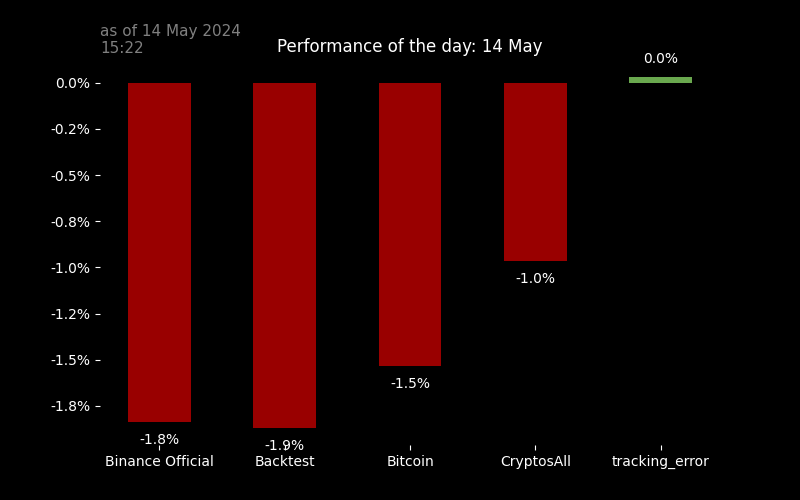 as of 14 May 2024
15:22
Performance of the day: 14 May
0.0%
0.0%
-0.2%
-0.5%
-0.8%
-1.0%
-1.2%
-1.5%
-1.8%
-1.0%
-1.5%
-1.8%
-1.9%
Binance Official
Backtest
Bitcoin
CryptosAll
tracking_error